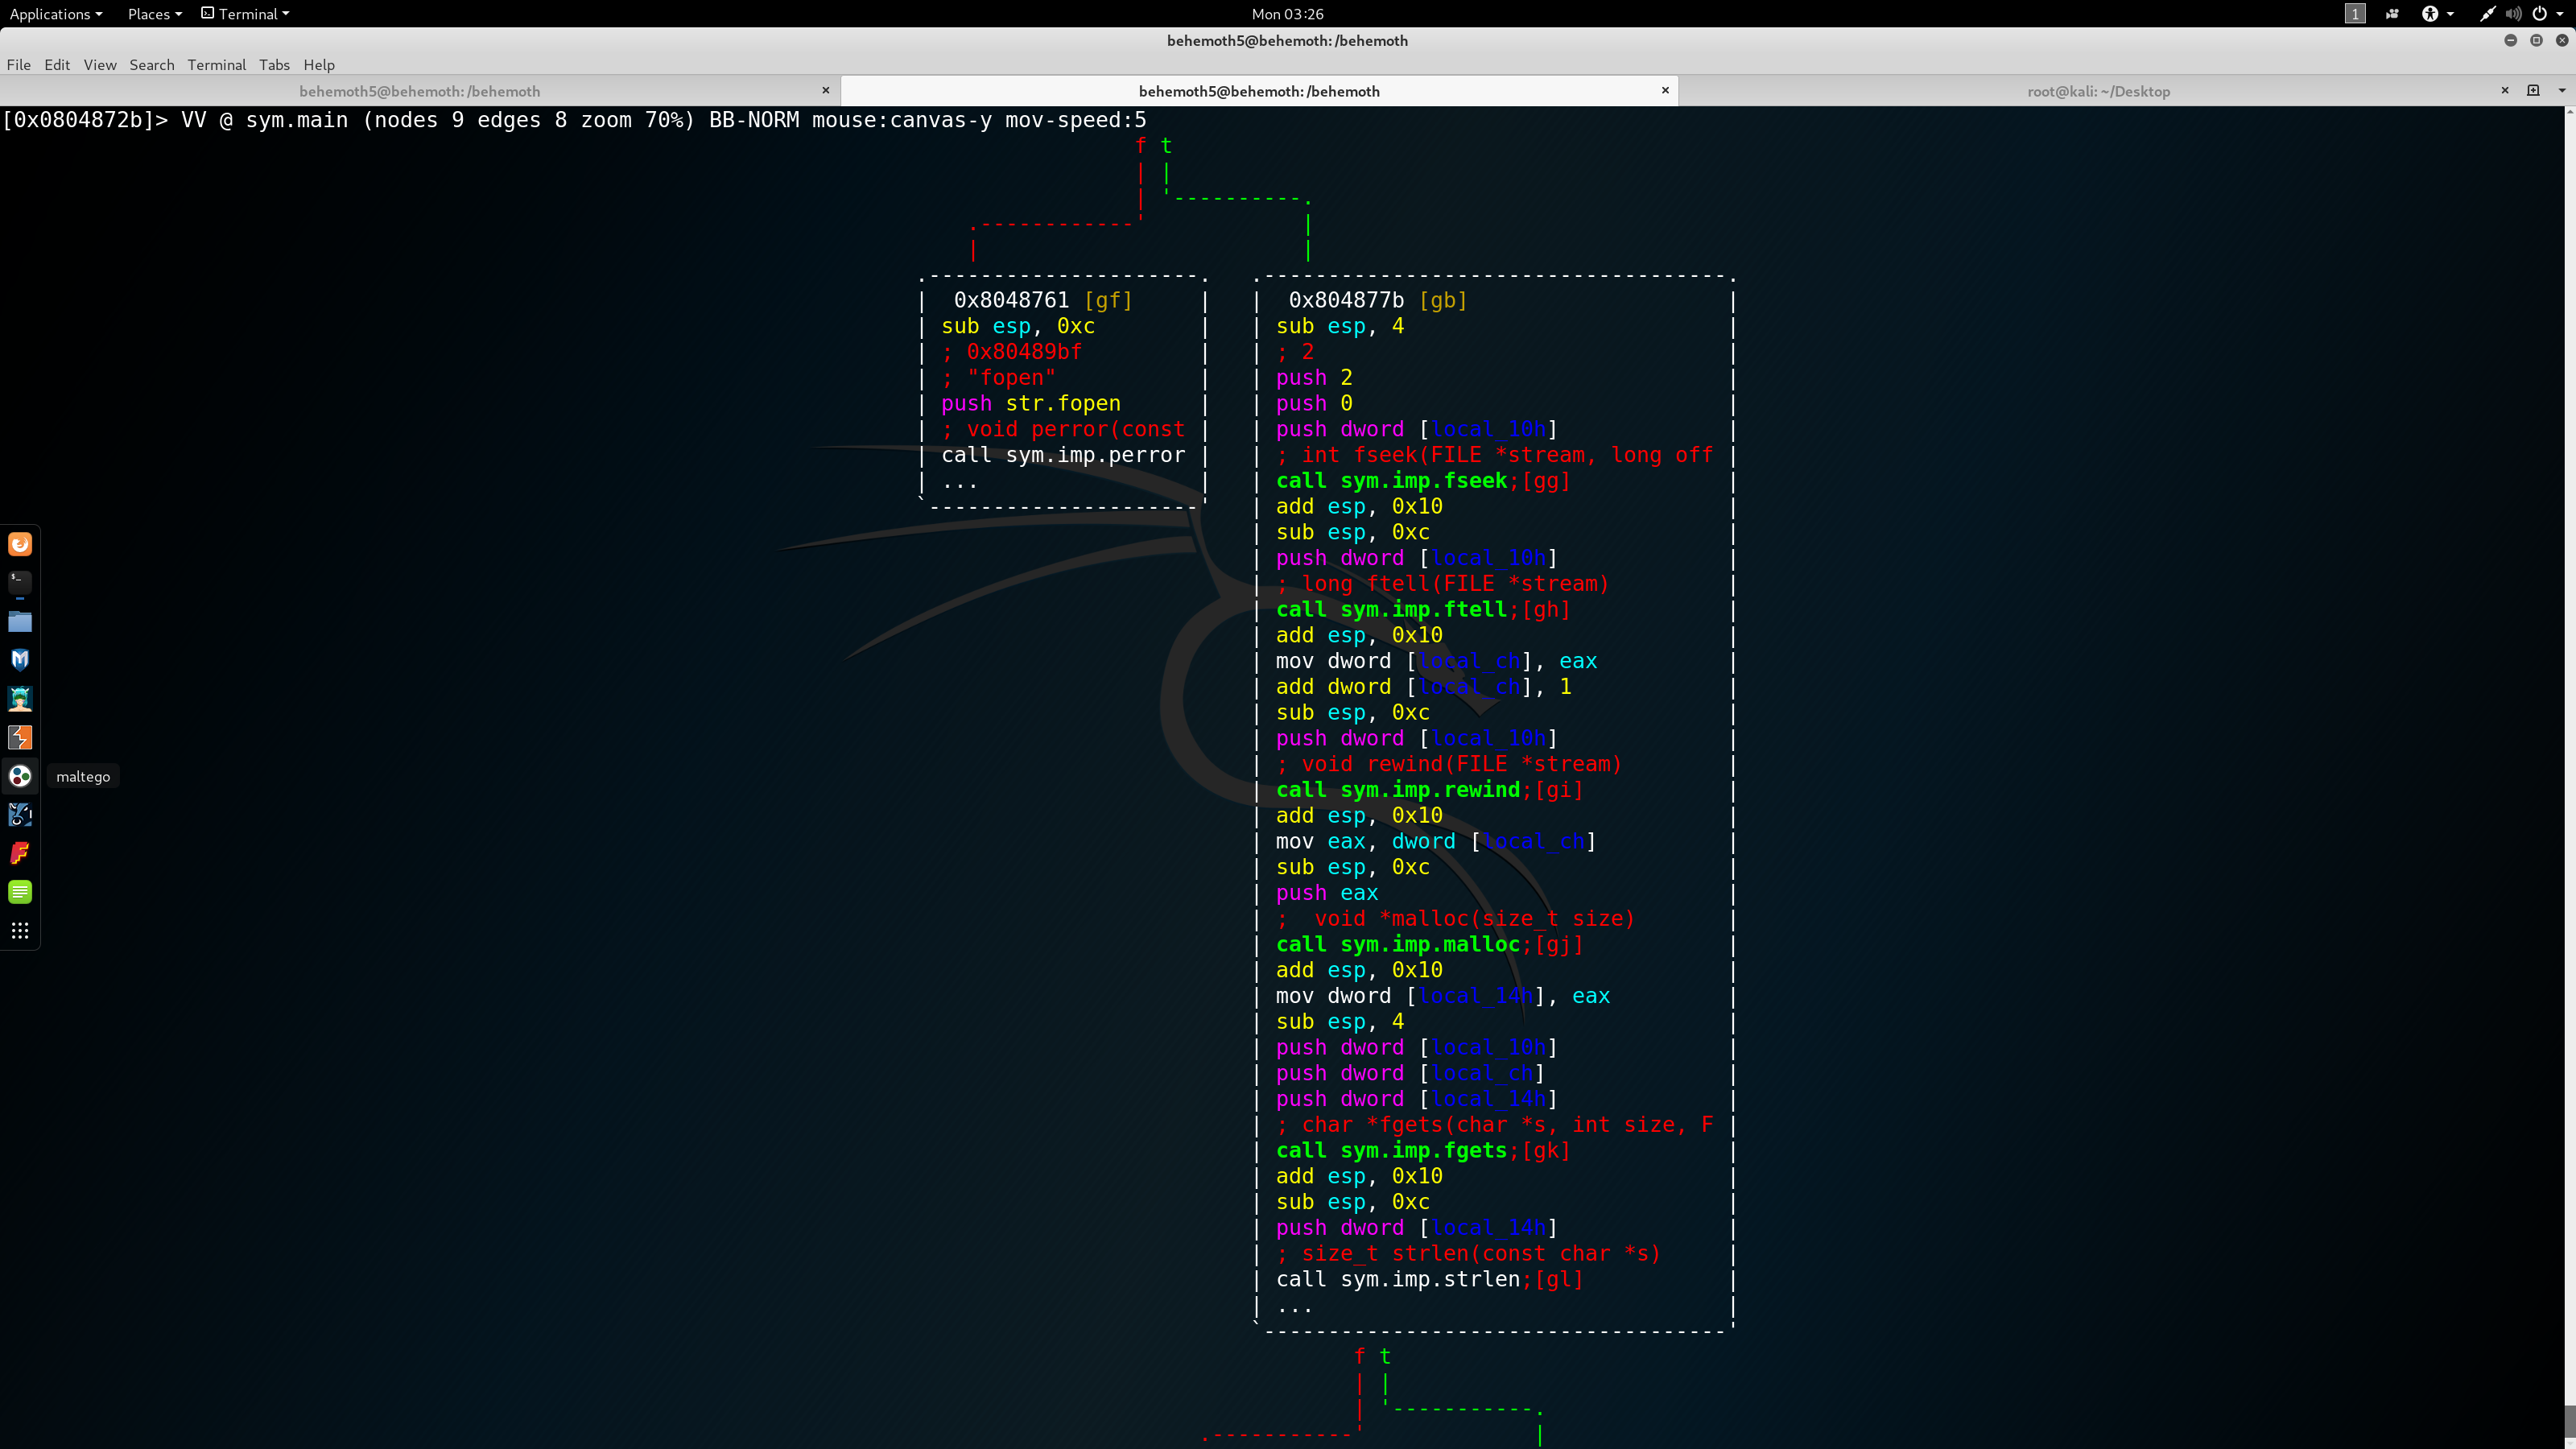 Applications Places Terminal Mon 03:26 1
behemoth5@behemoth: /behemoth
File Edit View Search Terminal Tabs Help
behemoth5@behemoth: /behemoth × behemoth5@behemoth: /behemoth × root@kali: ~/Desktop ×
[0x0804872b]> VV @ sym.main (nodes 9 edges 8 zoom 70%) BB-NORM mouse:canvas-y mov-speed:5
f t
0x8048761 [gf]
sub esp, 0xc
; 0x80489bf
; "fopen"
push str.fopen
; void perror(const
call sym.imp.perror
...
0x804877b [gb]
sub esp, 4
; 2
push 2
push 0
push dword [local_10h]
; int fseek(FILE *stream, long off
call sym.imp.fseek;[gg]
add esp, 0x10
sub esp, 0xc
push dword [local_10h]
; long ftell(FILE *stream)
call sym.imp.ftell;[gh]
add esp, 0x10
mov dword [local_ch], eax
add dword [local_ch], 1
sub esp, 0xc
push dword [local_10h]
; void rewind(FILE *stream)
call sym.imp.rewind;[gi]
add esp, 0x10
mov eax, dword [local_ch]
sub esp, 0xc
push eax
;  void *malloc(size_t size)
call sym.imp.malloc;[gj]
add esp, 0x10
mov dword [local_14h], eax
sub esp, 4
push dword [local_10h]
push dword [local_ch]
push dword [local_14h]
; char *fgets(char *s, int size, F
call sym.imp.fgets;[gk]
add esp, 0x10
sub esp, 0xc
push dword [local_14h]
; size_t strlen(const char *s)
call sym.imp.strlen;[gl]
...
f t
maltego